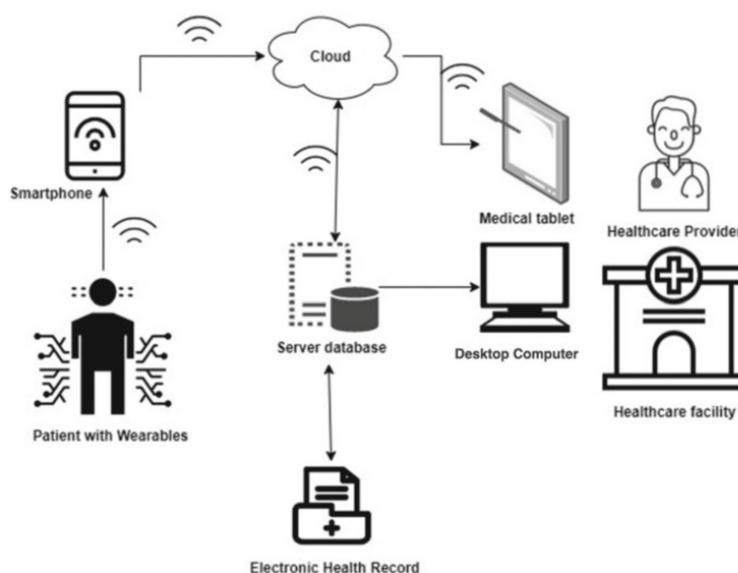 Cloud
Smartphone
Medical tablet
Healthcare Provider
Server database
Desktop Computer
Healthcare facility
Patient with Wearables
Electronic Health Record